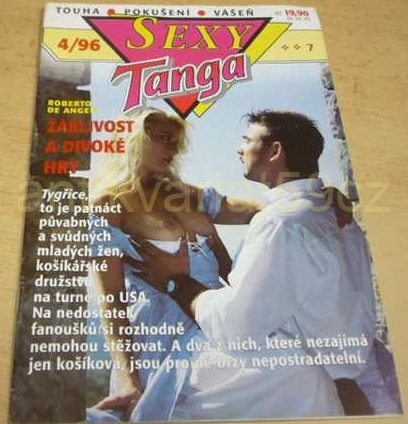 TOUHA • POKUŠENÍ • VÁŠEŇ
4/96
SEXY
Tanga
Kč 19,90
7
ROBERTO
DE ANGELI
ŽÁRLIVOST
A DIVOKÉ
HRY
Tygřice,
to je patnáct
půvabných
a svůdných
mladých žen,
košíkářské
družstvo
na turné po USA.
Na nedostatek
fanoušků si rozhodně
nemohou stěžovat. A dva z nich, které nezajímá
jen košíková, jsou pro ně brzy nepostradatelní.